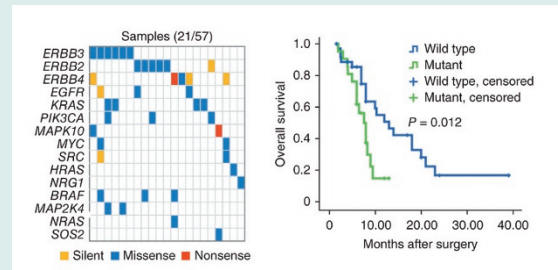 Samples (21/57)
ERBB3
ERBB2
ERBB4
EGFR
KRAS
PIK3CA
MAPK10
MYC
SRC
HRAS
NRG1
BRAF
MAP2K4
NRAS
SOS2
Silent Missense Nonsense
Overall survival
1.0
0.8
0.6
0.4
0.2
0
Wild type
Mutant
Wild type, censored
Mutant, censored
P = 0.012
0 10.00 20.00 30.00 40.00
Months after surgery